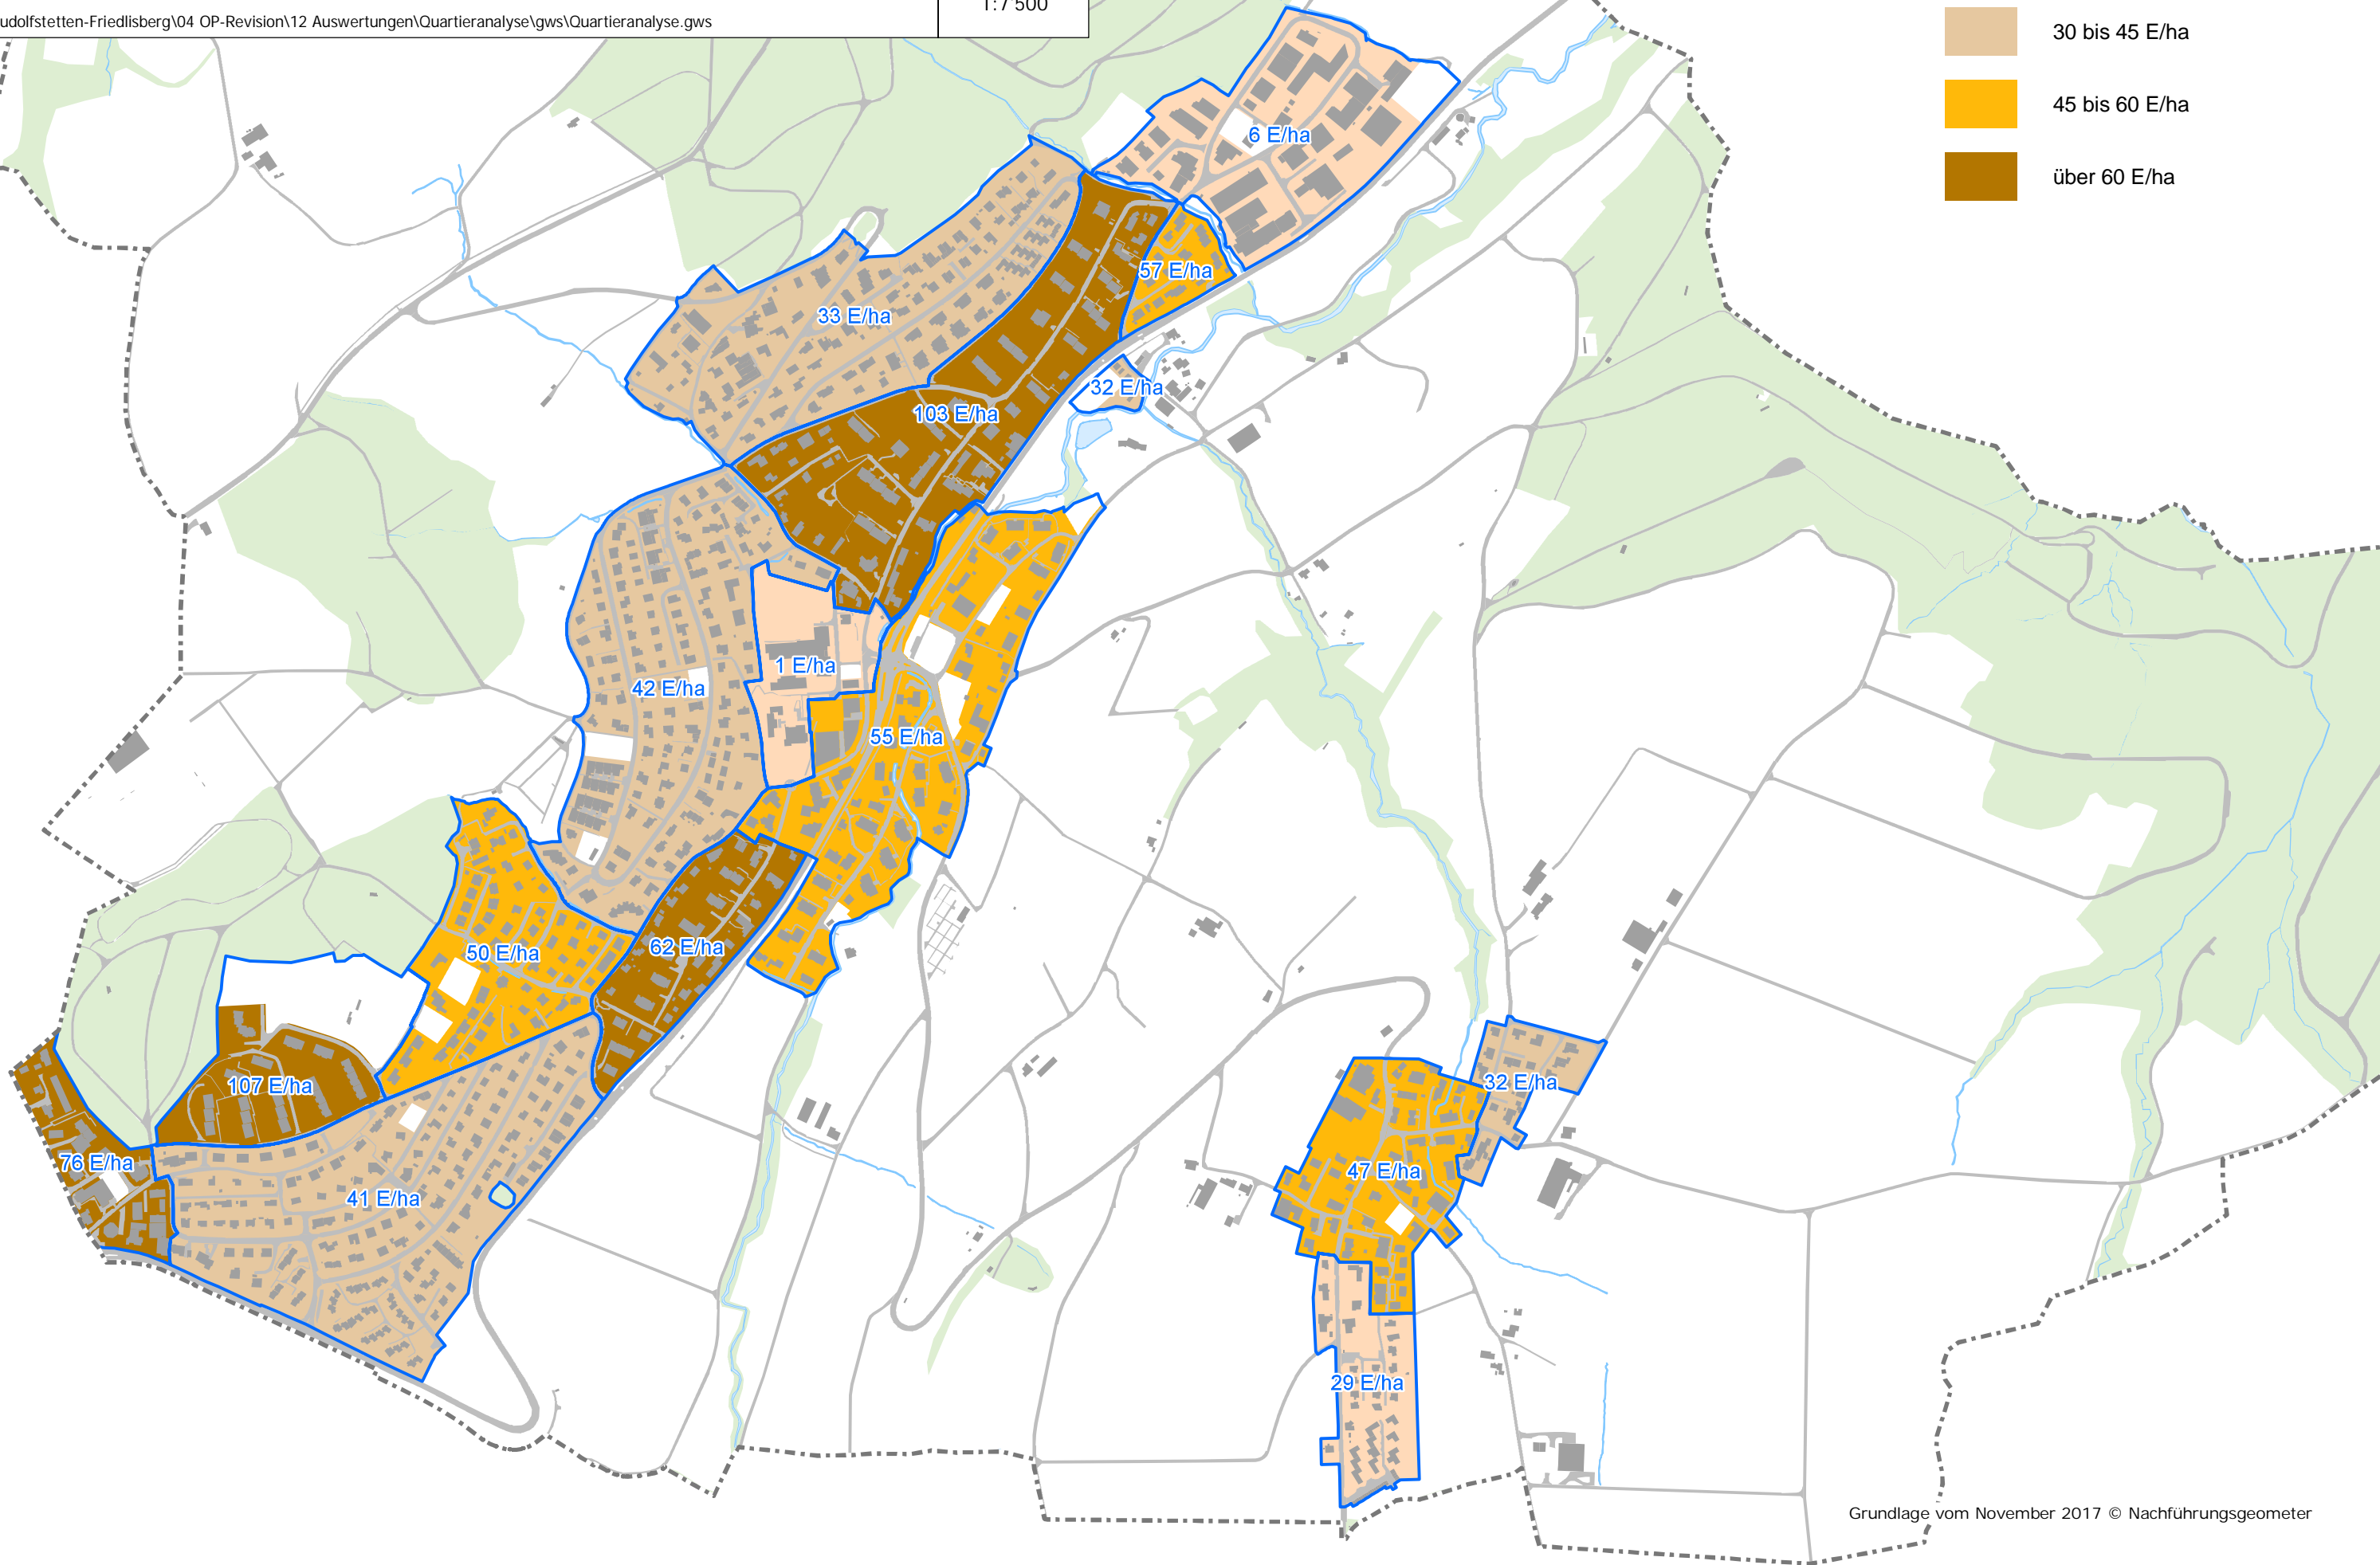 1:7'500
udolfstetten-Friedlisberg\04 OP-Revision\12 Auswertungen\Quartieranalyse\gws\Quartieranalyse.gws
30 bis 45 E/ha
45 bis 60 E/ha
über 60 E/ha
6 E/ha
57 E/ha
33 E/ha
32 E/ha
103 E/ha
1 E/ha
42 E/ha
55 E/ha
62 E/ha
50 E/ha
107 E/ha
76 E/ha
41 E/ha
32 E/ha
47 E/ha
29 E/ha
Grundlage vom November 2017 © Nachführungsgeometer